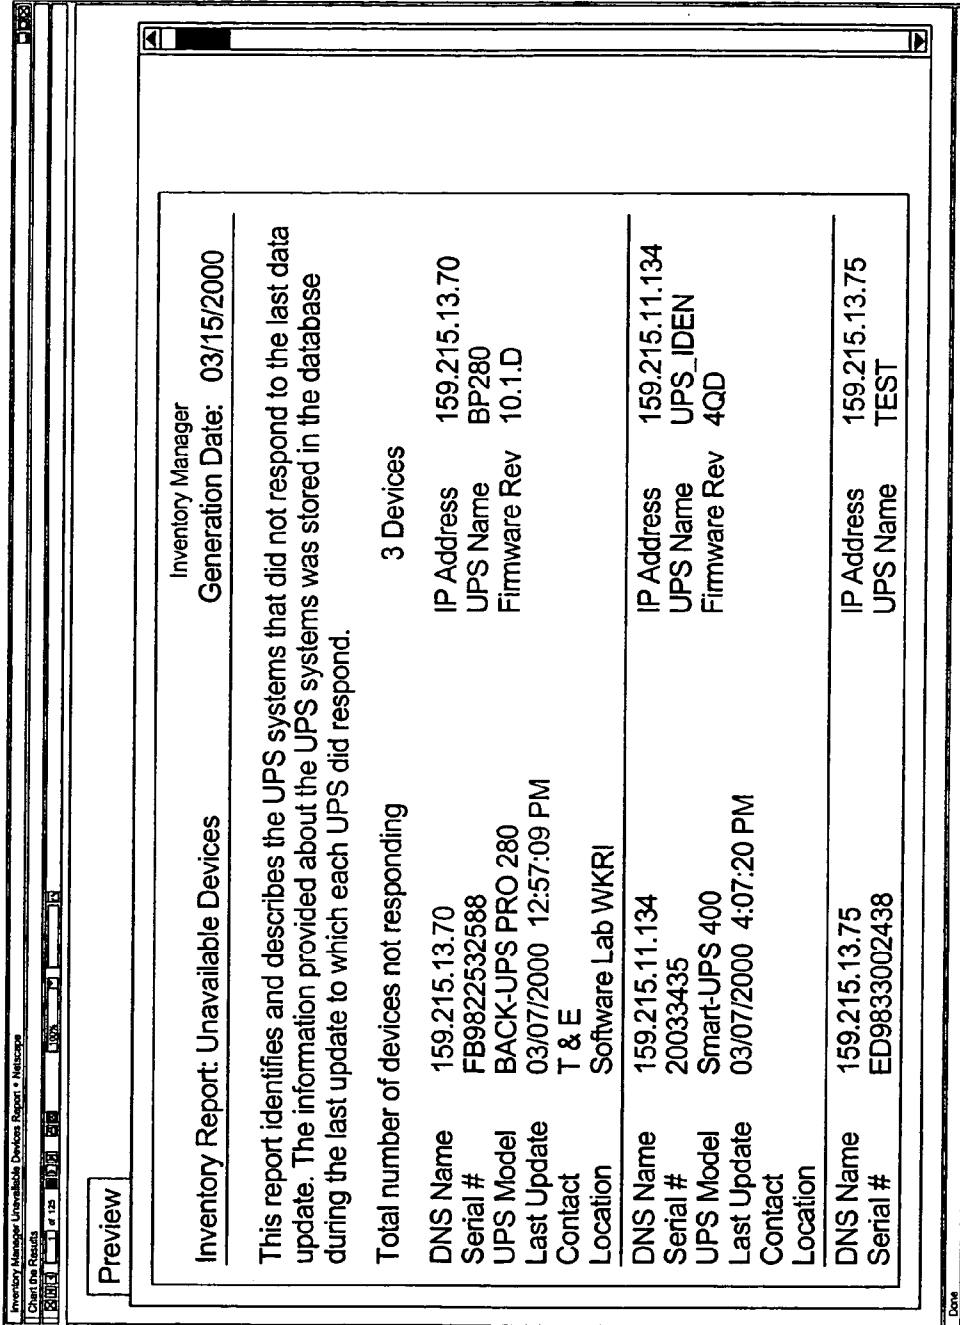 Inventory Manager Unavailable Devices Report * Netscape
Chart the Results
1 of 125 100%
Preview
Inventory Manager
Inventory Report: Unavailable Devices Generation Date: 03/15/2000
This report identifies and describes the UPS systems that did not respond to the last data
update. The information provided about the UPS systems was stored in the database
during the last update to which each UPS did respond.
Total number of devices not responding 3 Devices
DNS Name 159.215.13.70 IP Address 159.215.13.70
Serial # FB9822532588 UPS Name BP280
UPS Model BACK-UPS PRO 280 Firmware Rev 10.1.D
Last Update 03/07/2000 12:57:09 PM
Contact T & E
Location Software Lab WKRI
DNS Name 159.215.11.134 IP Address 159.215.11.134
Serial # 20033435 UPS Name UPS_IDEN
UPS Model Smart-UPS 400 Firmware Rev 4QD
Last Update 03/07/2000 4:07:20 PM
Contact
Location
DNS Name 159.215.13.75 IP Address 159.215.13.75
Serial # ED9833002438 UPS Name TEST
Done